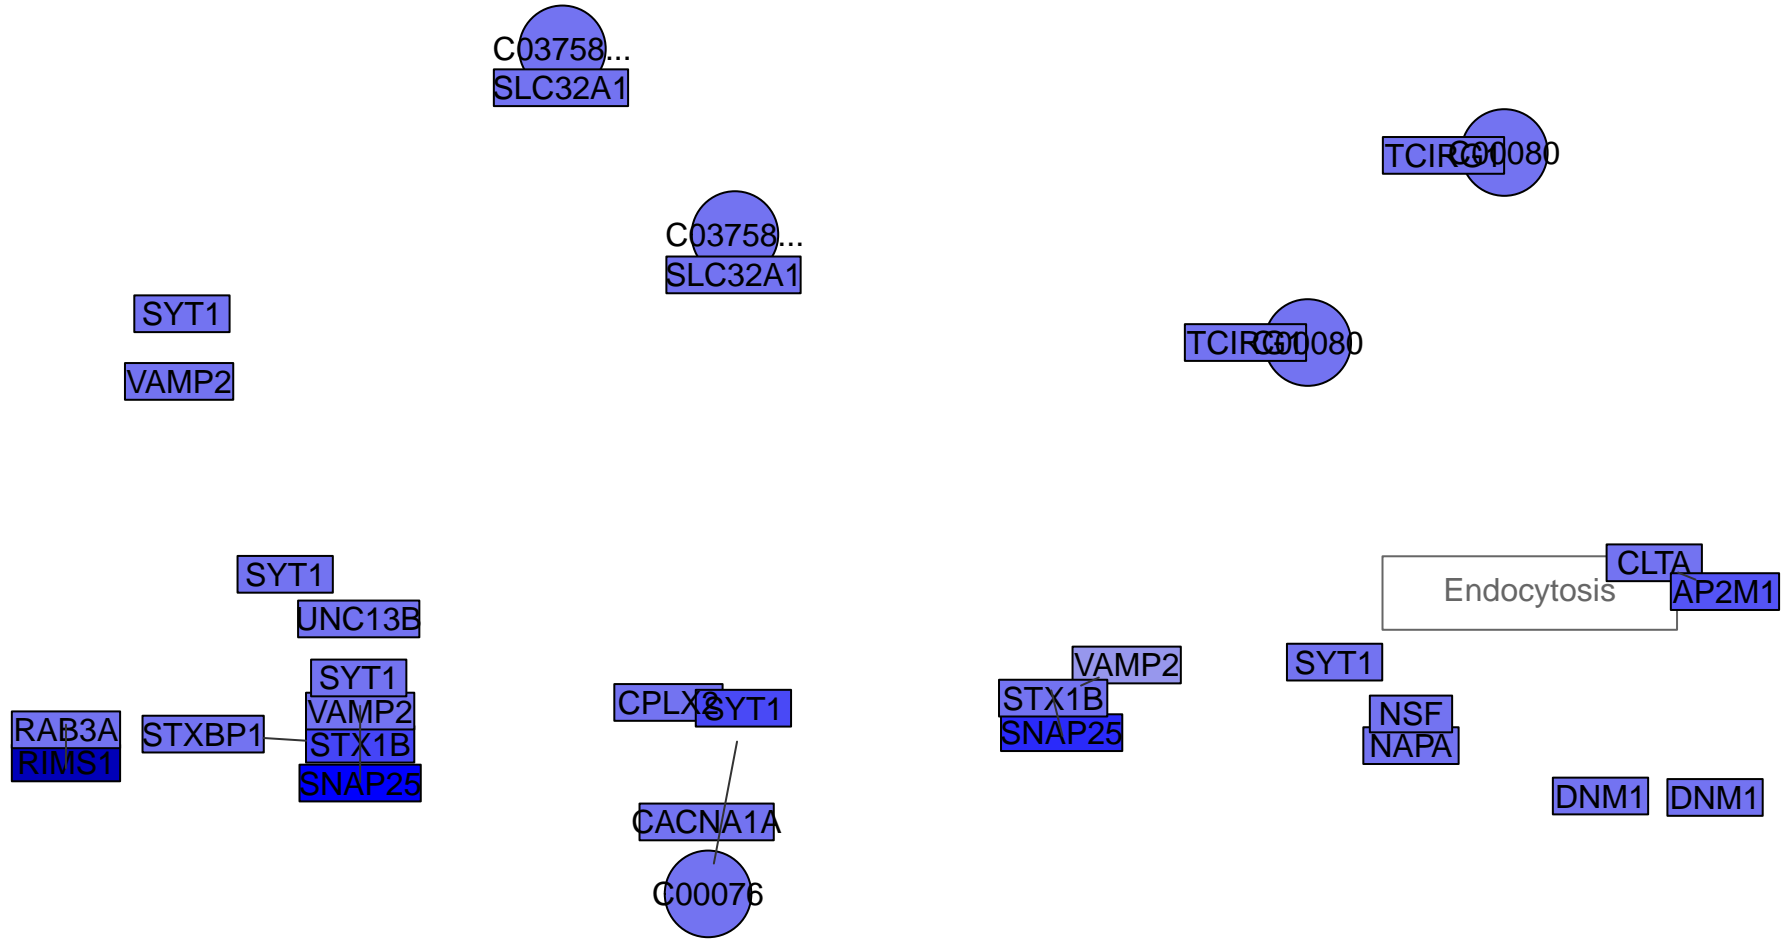 C03758...
SLC32A1
TCIRG1
C00080
C03758...
SLC32A1
SYT1
TCIRG1
C00080
VAMP2
SYT1
CLTA
Endocytosis
AP2M1
UNC13B
SYT1
VAMP2
SYT1
CPLX2
SYT1
STX1B
VAMP2
NSF
RAB3A
STXBP1
STX1B
SNAP25
NAPA
RIMS1
SNAP25
DNM1
DNM1
CACNA1A
C00076